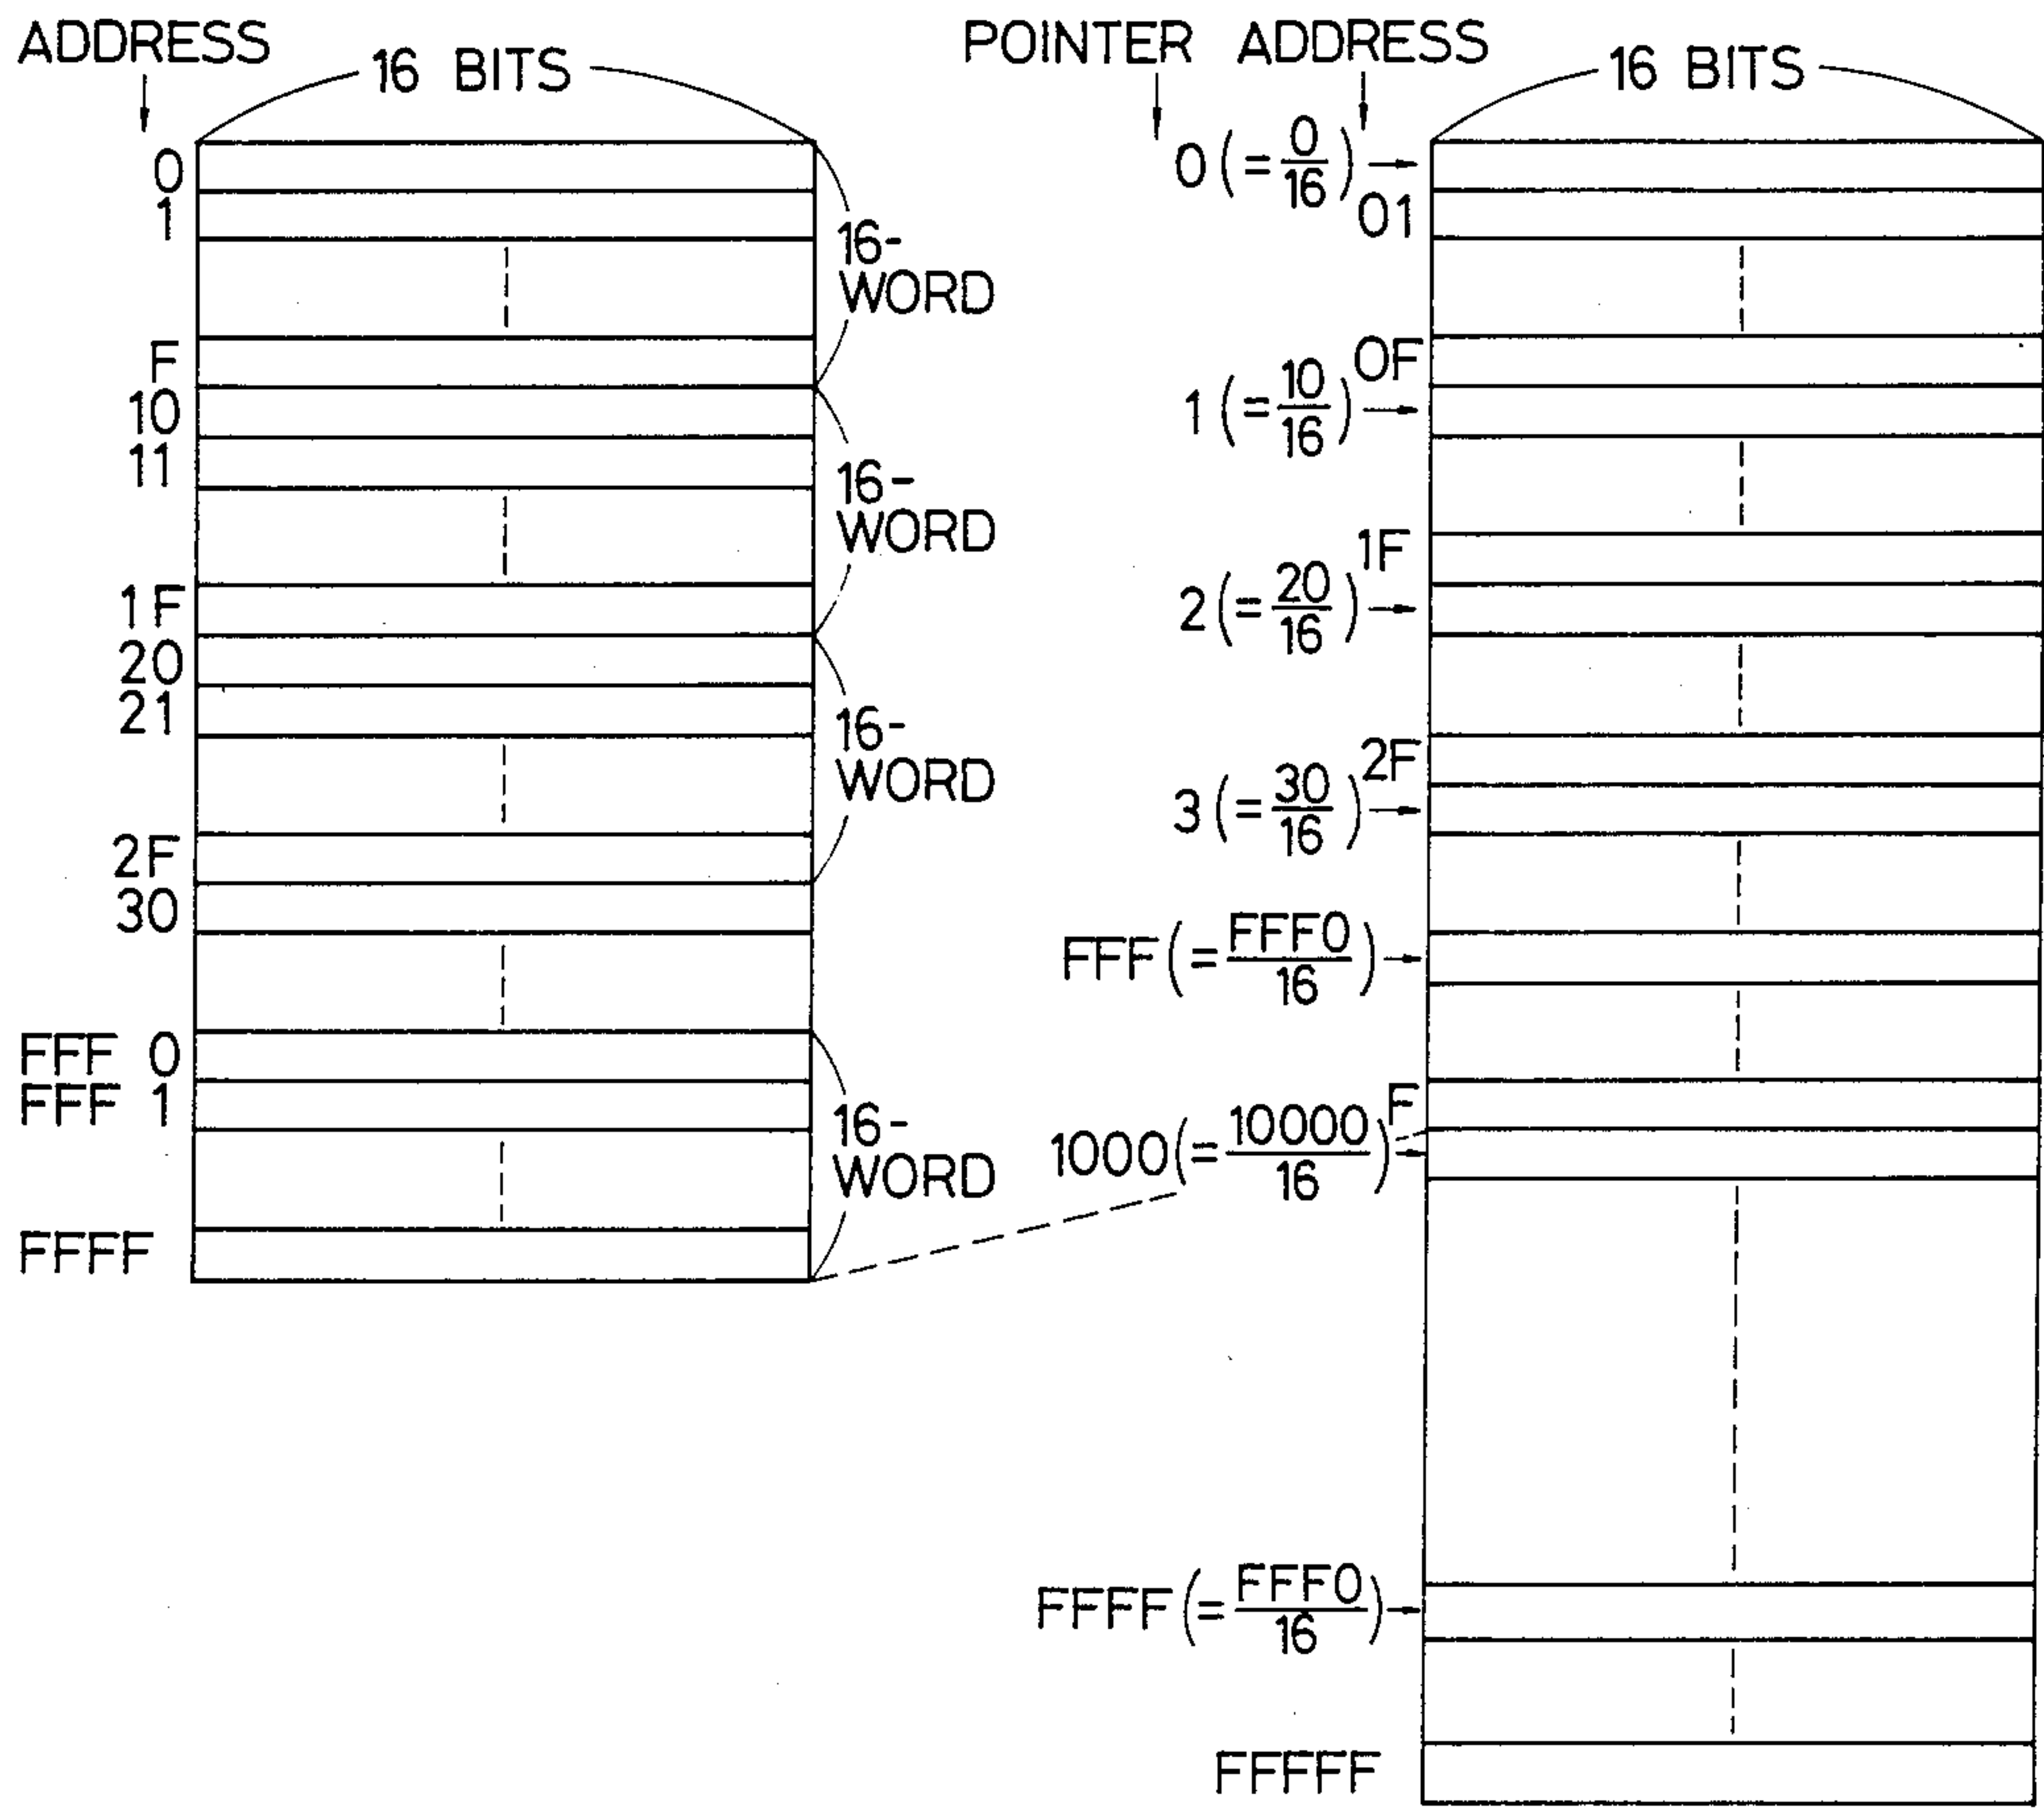 ADDRESS
16 BITS
0
1
16-
WORD
F
10
11
16-
WORD
1F
20
21
16-
WORD
2F
30
FFF 0
FFF 1
16-
WORD
FFFF
POINTER ADDRESS
16 BITS
0 (= 0/16)
01
0F
1 (= 10/16)
1F
2 (= 20/16)
2F
3 (= 30/16)
FFF (= FFF0/16)
F
1000 (= 10000/16)
FFFF (= FFF0/16)
FFFFF